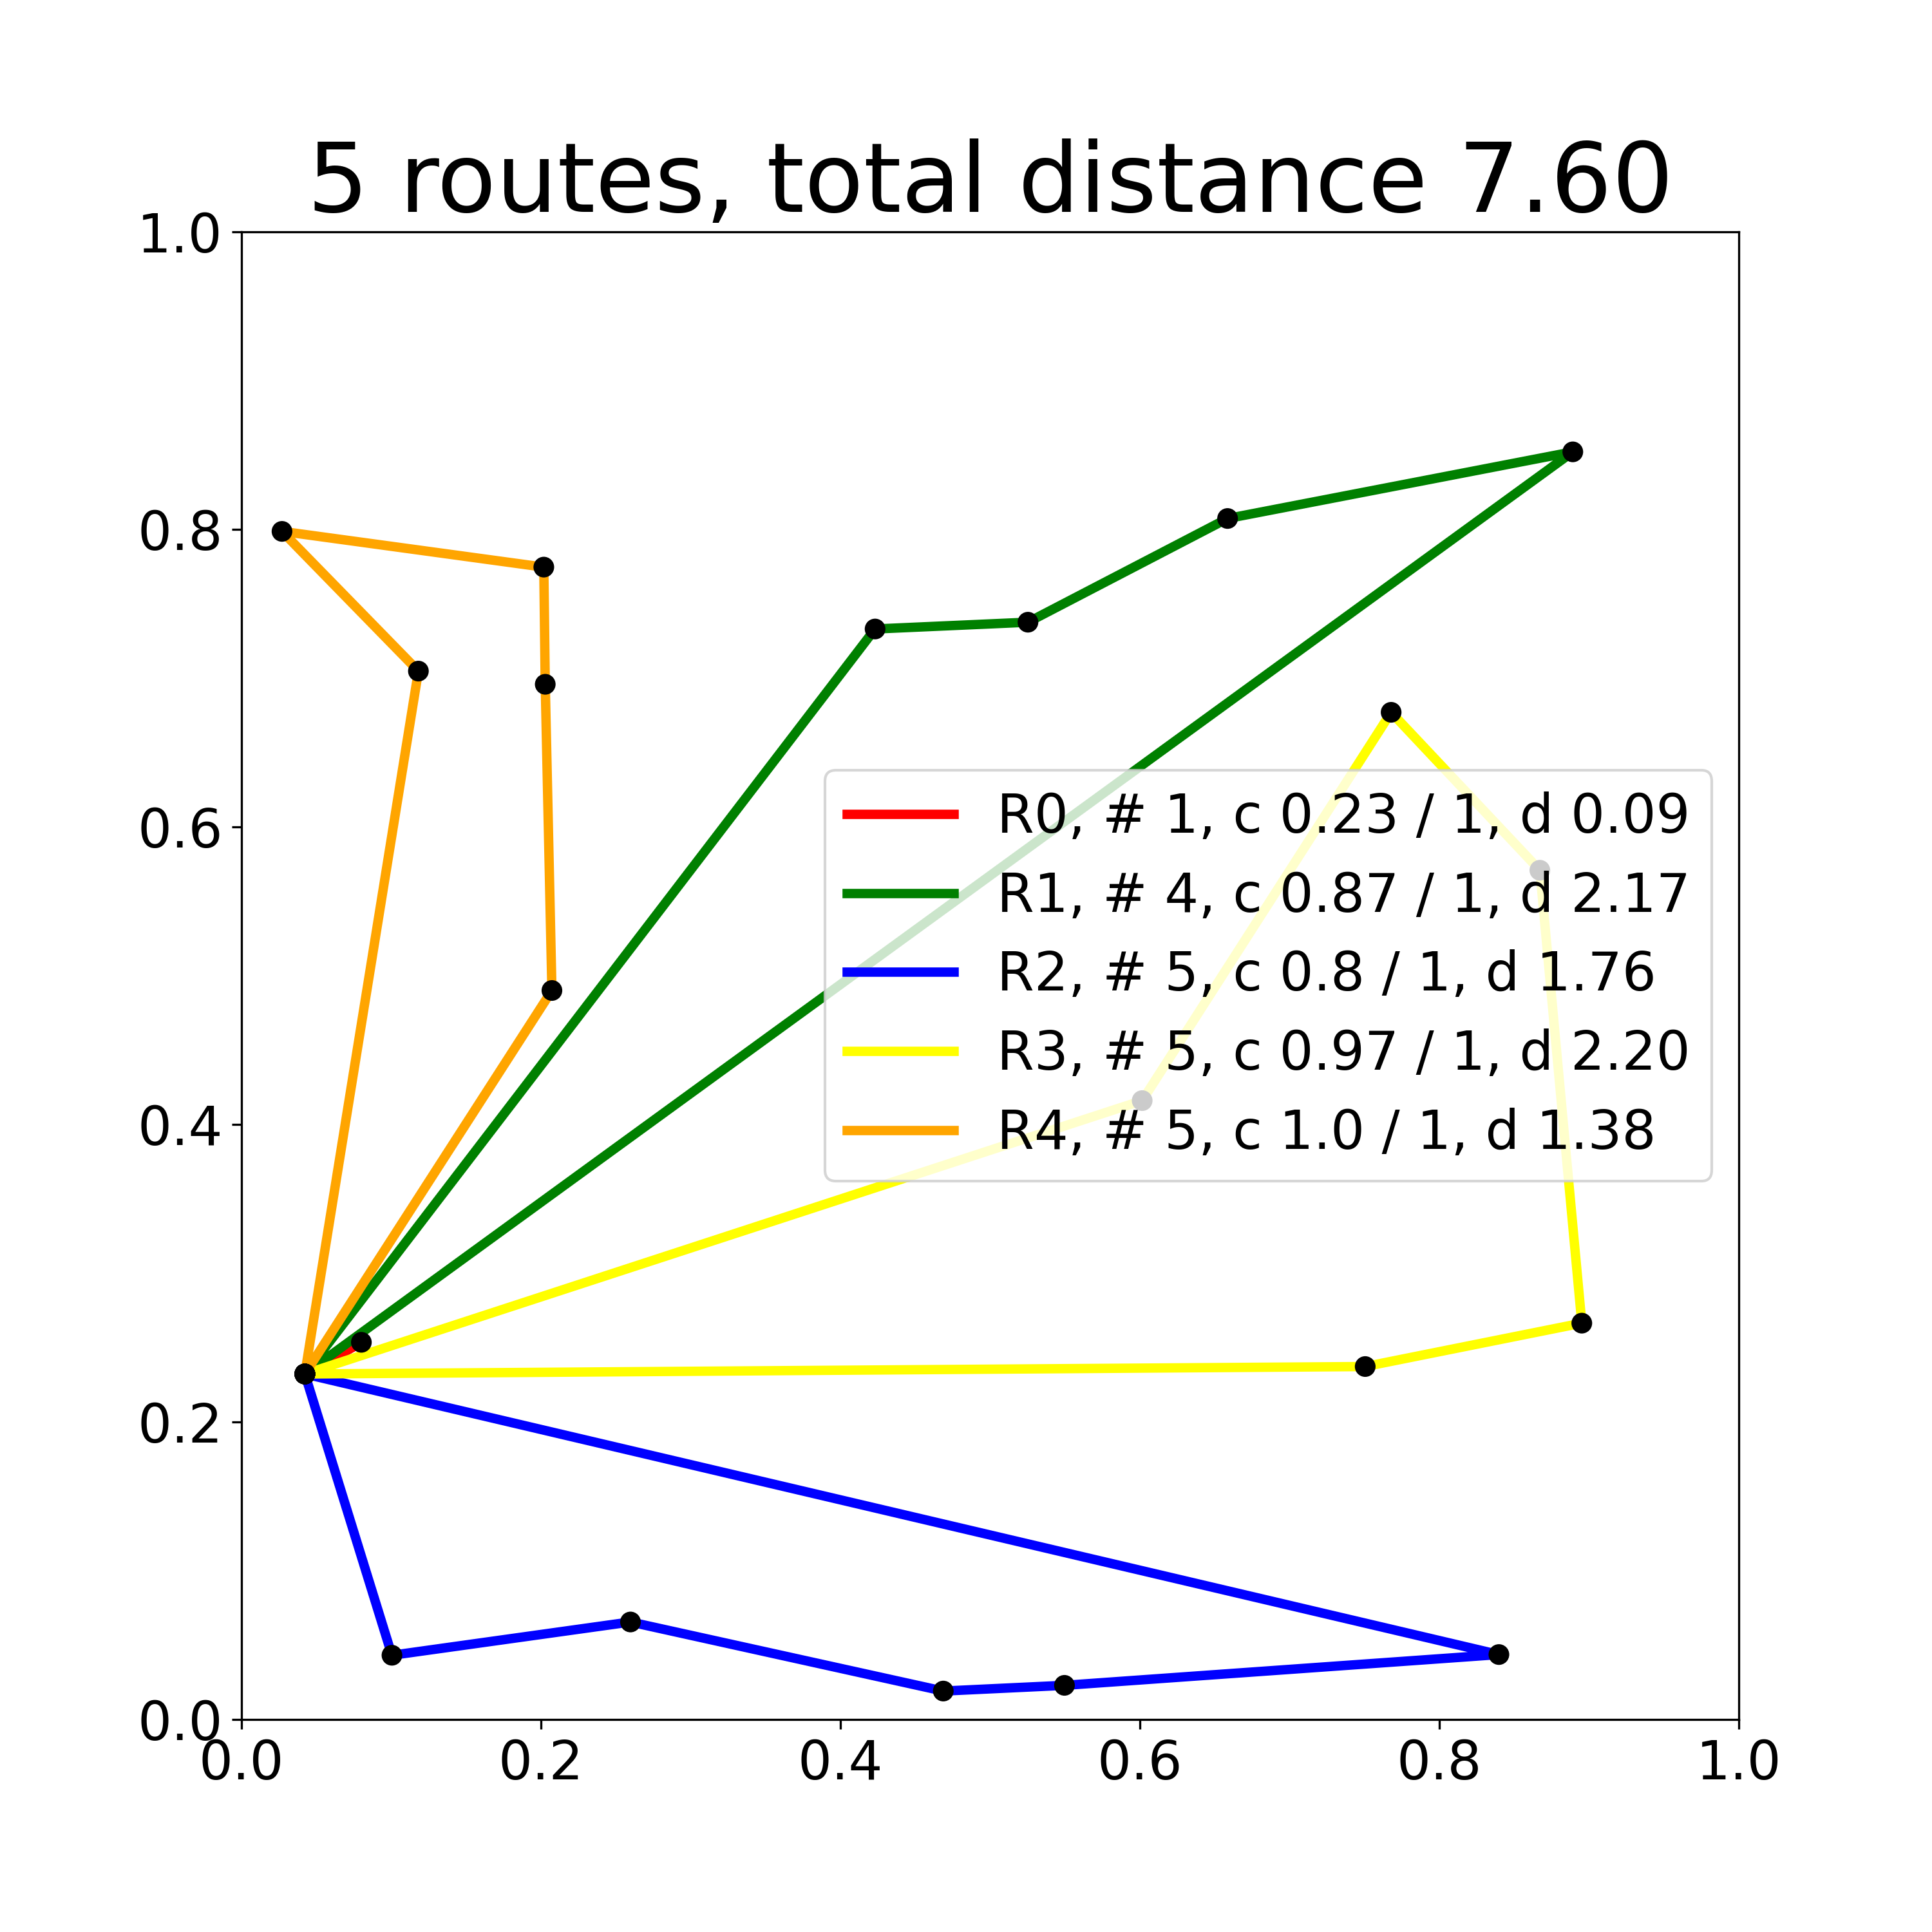 5 routes, total distance 7.60
1.0
0.8
0.6
0.4
0.2
0.0
R0, # 1, c 0.23 / 1, d 0.09
R1, # 4, c 0.87 / 1, d 2.17
R2, # 5, c 0.8 / 1, d 1.76
R3, # 5, c 0.97 / 1, d 2.20
R4, # 5, c 1.0 / 1, d 1.38
0.0 0.2 0.4 0.6 0.8 1.0